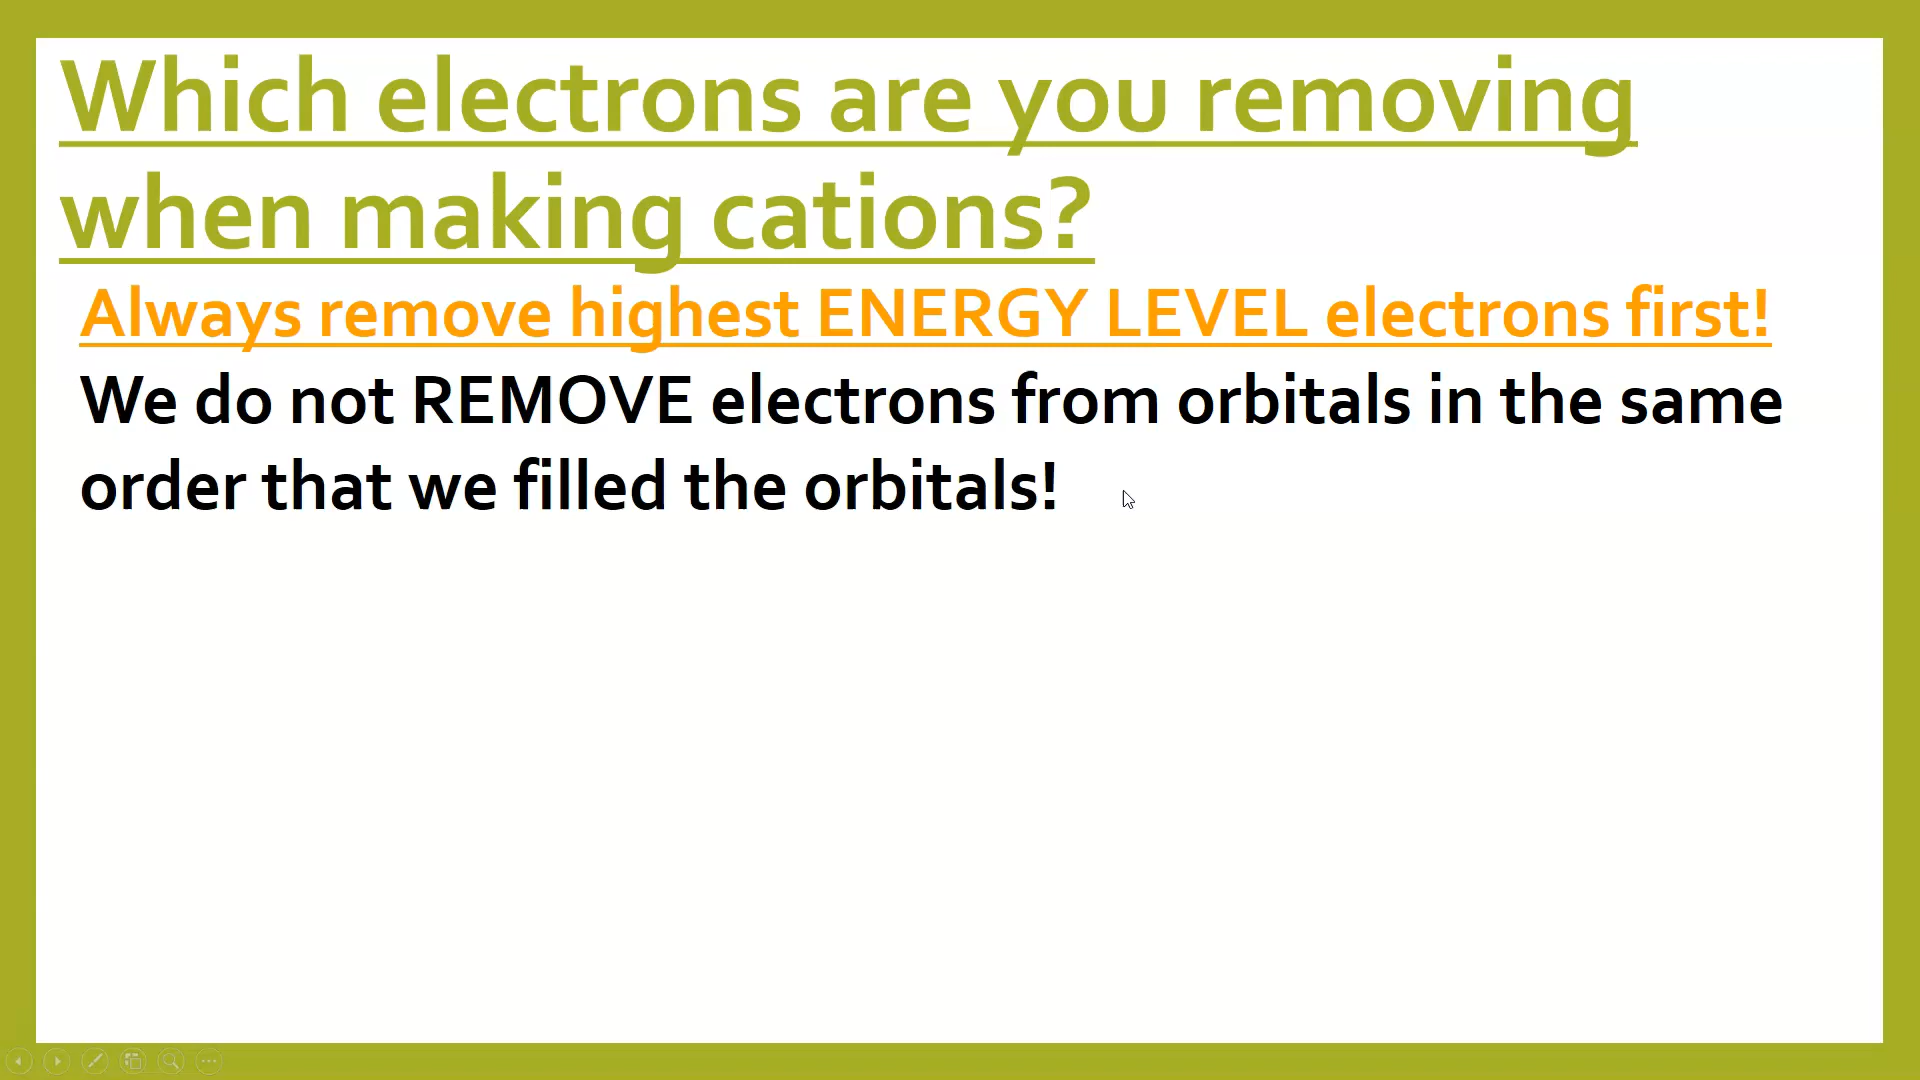 Which electrons are you removing
when making cations?
Always remove highest ENERGY LEVEL electrons first!
We do not REMOVE electrons from orbitals in the same
order that we filled the orbitals!